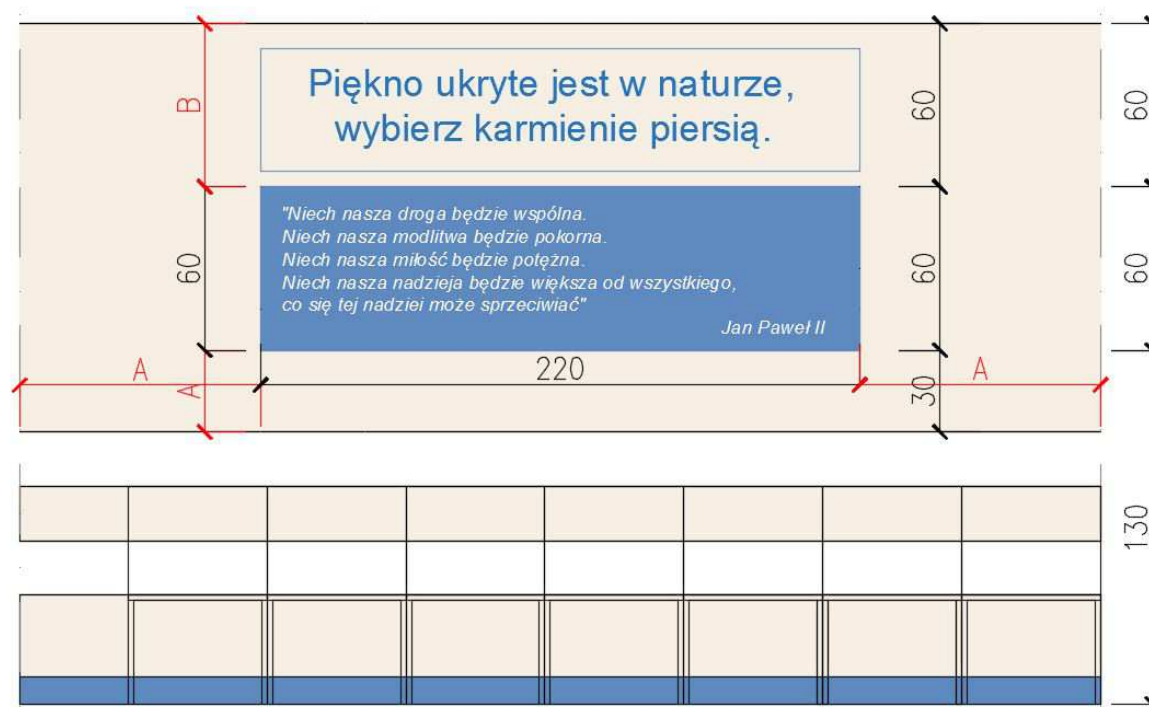 Piękno ukryte jest w naturze,
wybierz karmienie piersią.
B
60
60
"Niech nasza droga będzie wspólna.
Niech nasza modlitwa będzie pokorna.
Niech nasza miłość będzie potężna.
Niech nasza nadzieja będzie większa od wszystkiego,
co się tej nadziei może sprzeciwiać"
Jan Paweł II
60
60
60
A
A
220
30
A
130